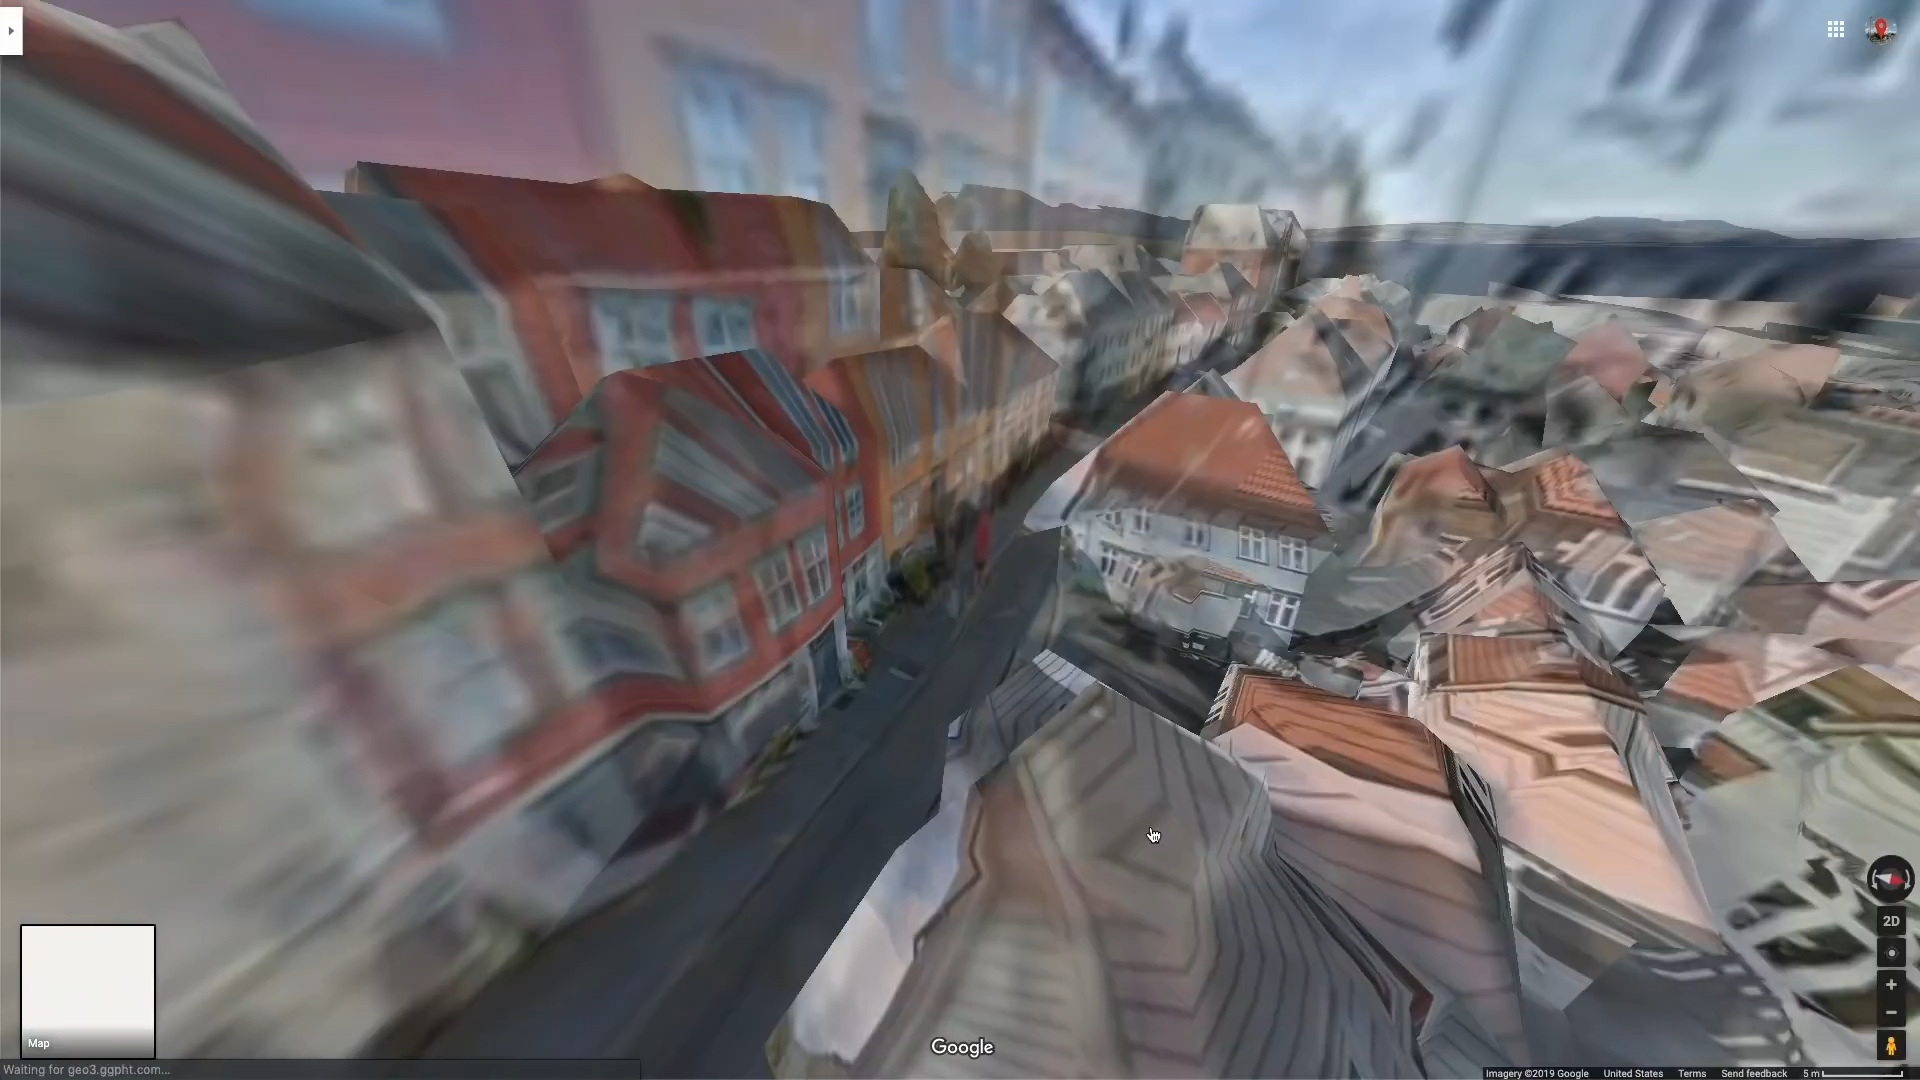 2D
Google
Map
Waiting for geo3.ggpht.com...
Imagery ©2019 Google United States Terms Send feedback 5 m